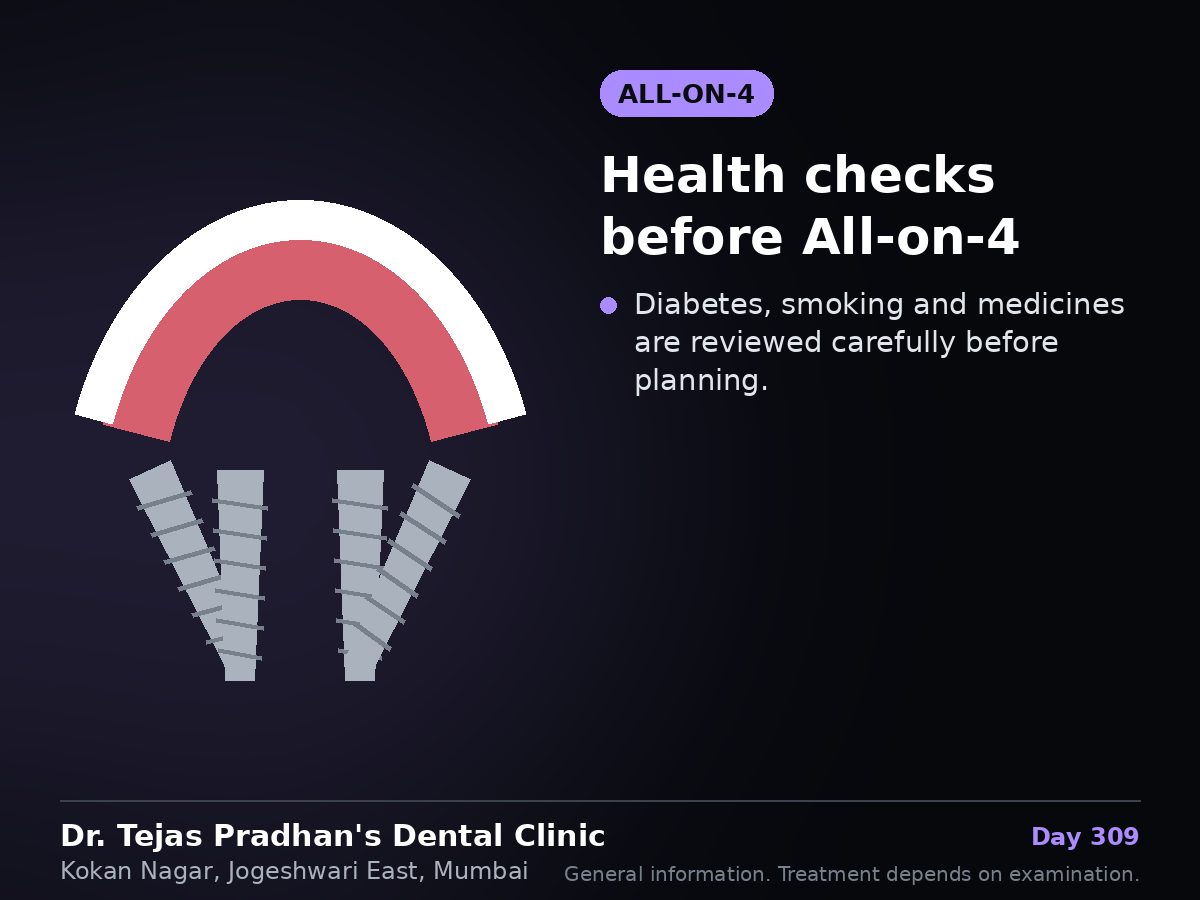 ALL-ON-4
Health checks
before All-on-4
Diabetes, smoking and medicines
are reviewed carefully before
planning.
Dr. Tejas Pradhan's Dental Clinic
Day 309
Kokan Nagar, Jogeshwari East, Mumbai
General information. Treatment depends on examination.